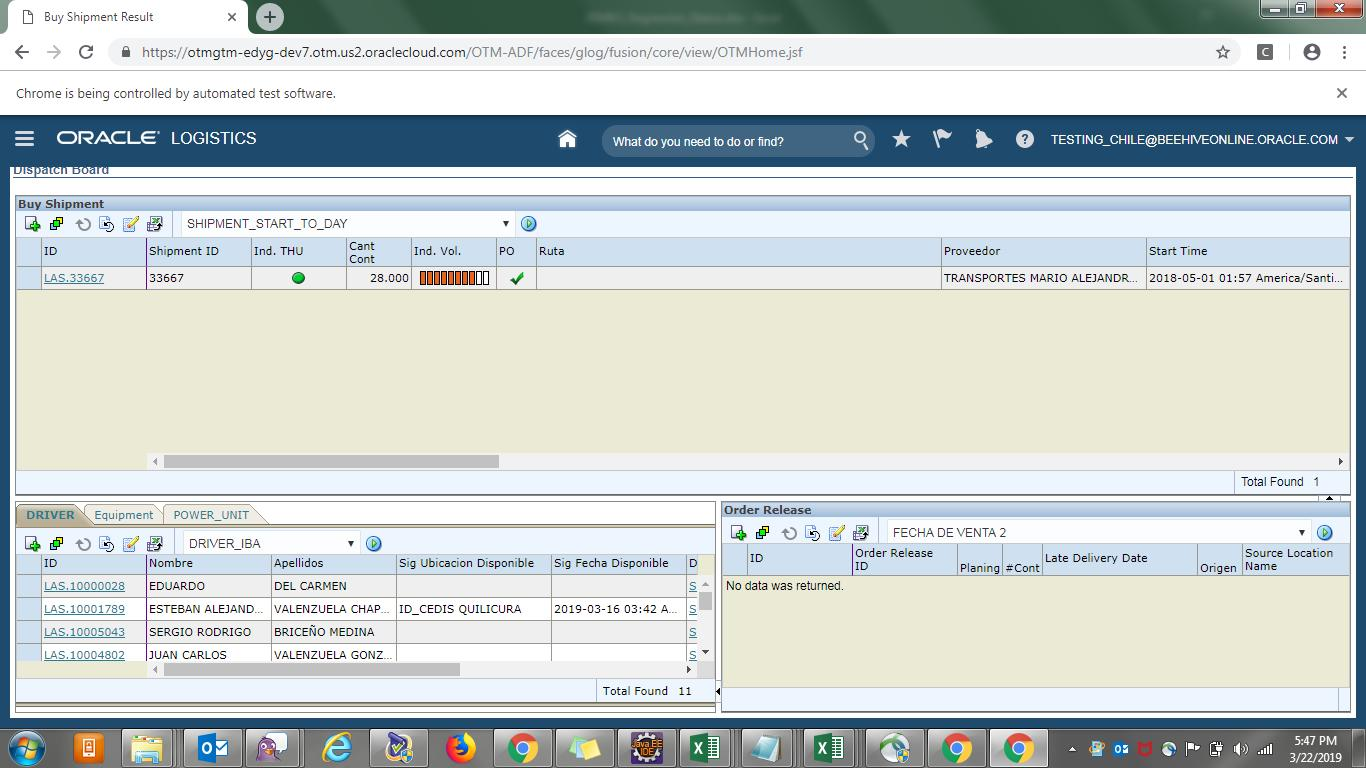 Buy Shipment Result
https://otmgtm-edyg-dev7.otm.us2.oraclecloud.com/OTM-ADF/faces/glog/fusion/core/view/OTMHome.jsf
C
Chrome is being controlled by automated test software.
ORACLE LOGISTICS
What do you need to do or find?
TESTING_CHILE@BEEHIVEONLINE.ORACLE.COM
Dispatch Board
Buy Shipment
SHIPMENT_START_TO_DAY
ID Shipment ID Ind. THU Cant Cont Ind. Vol. PO Ruta Proveedor Start Time
LAS.33667 33667 28.000 TRANSPORTES MARIO ALEJANDR... 2018-05-01 01:57 America/Santi...
Total Found 1
DRIVER Equipment POWER_UNIT
DRIVER_IBA
ID Nombre Apellidos Sig Ubicacion Disponible Sig Fecha Disponible D
LAS.10000028 EDUARDO DEL CARMEN S
LAS.10001789 ESTEBAN ALEJAND... VALENZUELA CHAP... ID_CEDIS QUILICURA 2019-03-16 03:42 A... S
LAS.10005043 SERGIO RODRIGO BRICEÑO MEDINA S
LAS.10004802 JUAN CARLOS VALENZUELA GONZ... S
Total Found 11
Order Release
FECHA DE VENTA 2
ID Order Release ID Planing #Cont Late Delivery Date Origen Source Location Name
No data was returned.
Java EE
IDE
5:47 PM
3/22/2019